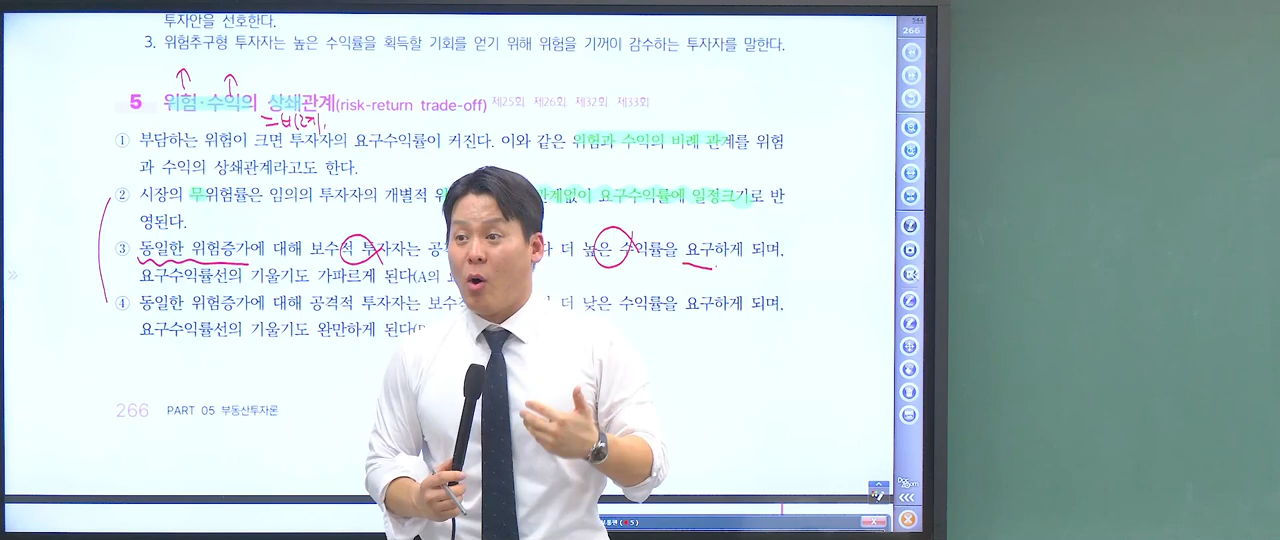 투자안을 선호한다.
3. 위험추구형 투자자는 높은 수익률을 획득할 기회를 얻기 위해 위험을 기꺼이 감수하는 투자자를 말한다.
5 위험·수익의 상쇄관계(risk-return trade-off) 제25회 제26회 제32회 제33회
=비례
① 부담하는 위험이 크면 투자자의 요구수익률이 커진다. 이와 같은 위험과 수익의 비례 관계를 위험
과 수익의 상쇄관계라고도 한다.
② 시장의 무위험률은 임의의 투자자의 개별적 위 관계없이 요구수익률에 일정크기로 반
영된다.
③ 동일한 위험증가에 대해 보수적 투자자는 공 다 더 높은 수익률을 요구하게 되며,
요구수익률선의 기울기도 가파르게 된다(A의
④ 동일한 위험증가에 대해 공격적 투자자는 보수 더 낮은 수익률을 요구하게 되며,
요구수익률선의 기울기도 완만하게 된다(
266 PART 05 부동산투자론
266